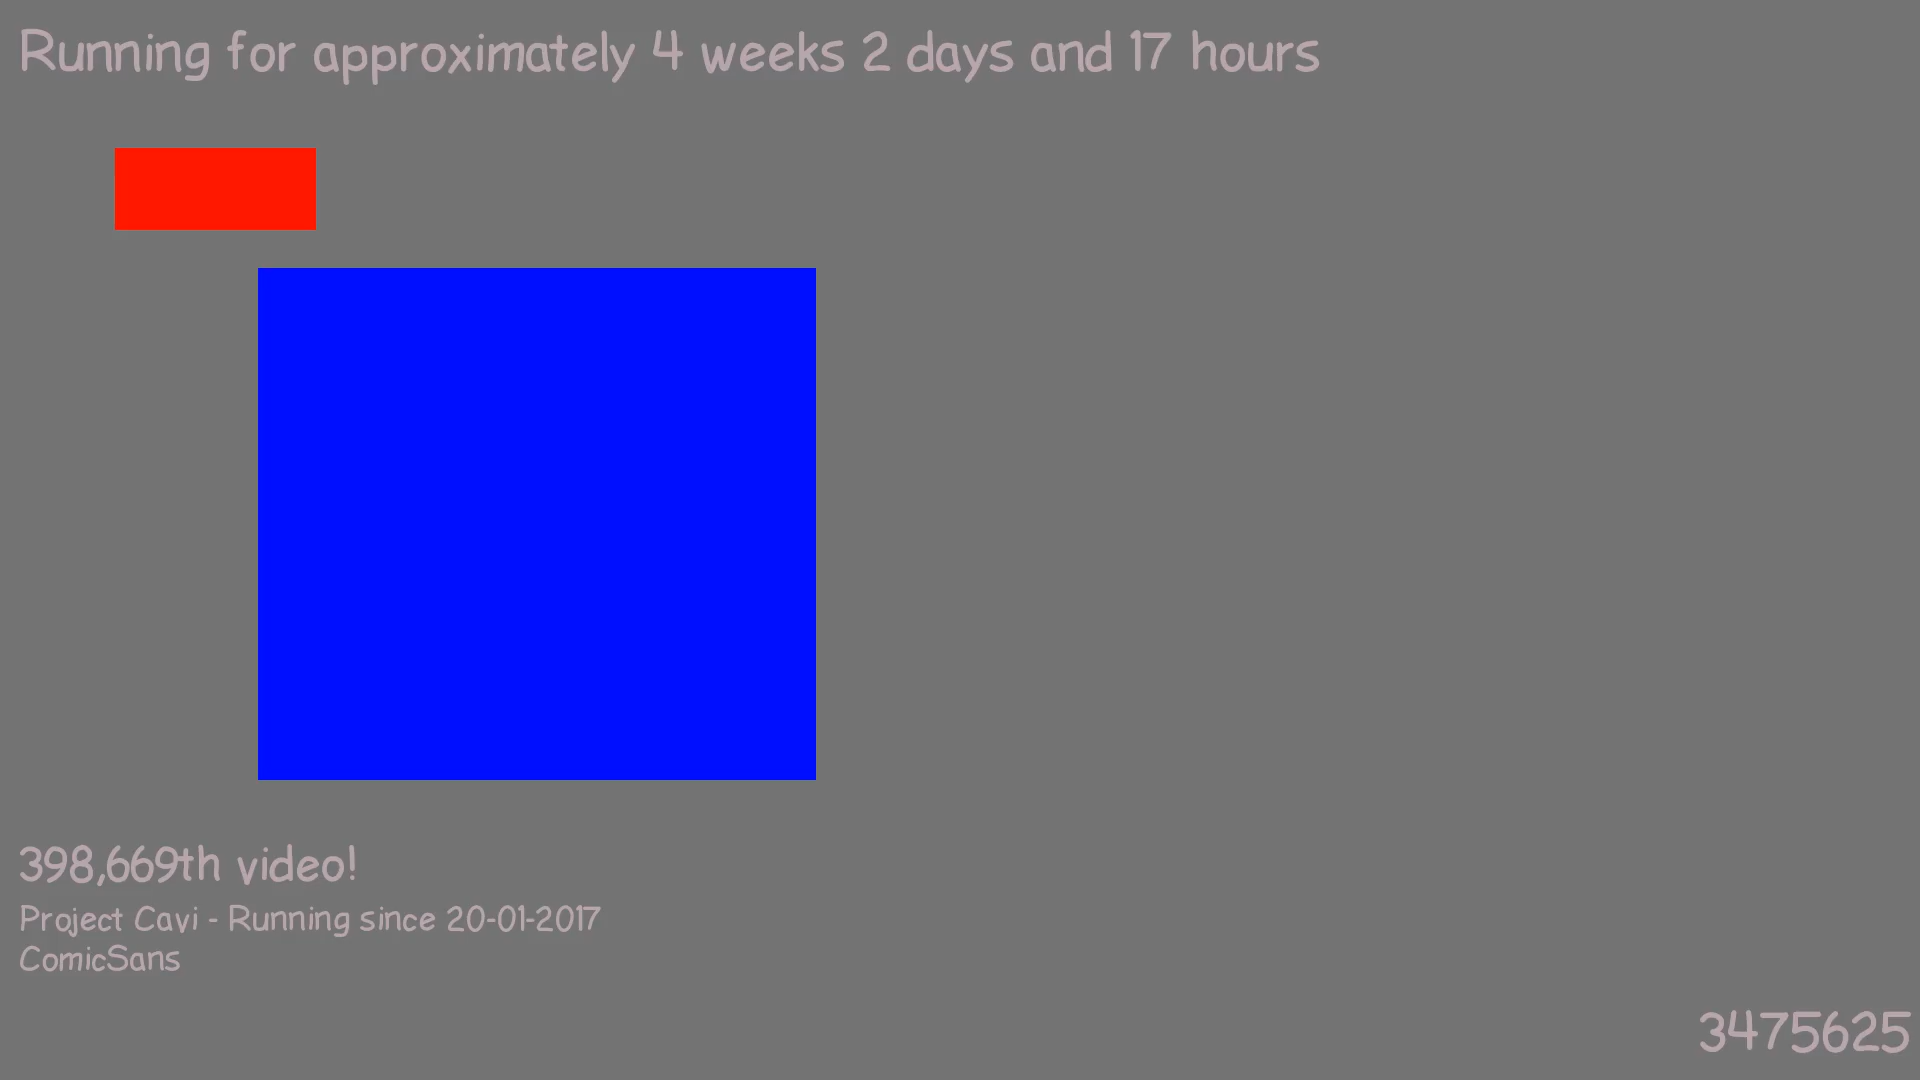 Running for approximately 4 weeks 2 days and 17 hours
398,669th video!
Project Cavi - Running since 20-01-2017
ComicSans
3475625